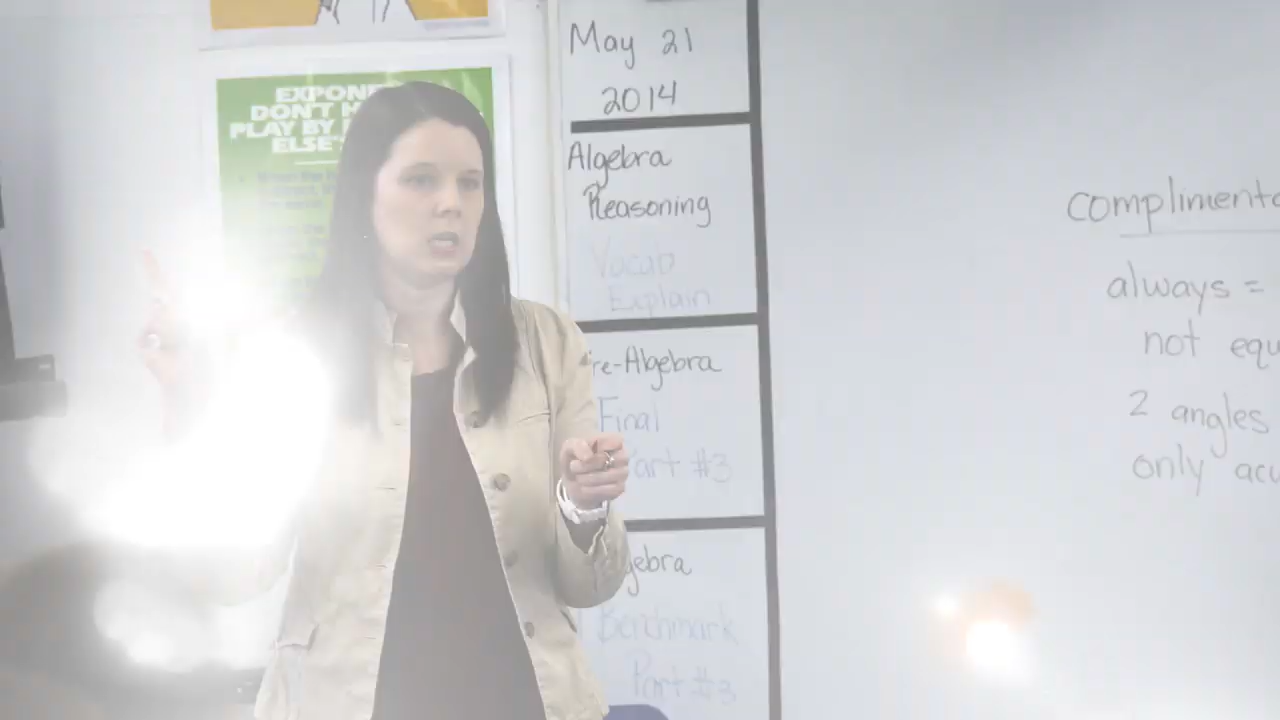 EXPONE
DON'T H
PLAY BY
ELSE'
May 21
2014
Algebra
Reasoning
Vocab
Explain
re-Algebra
Final
art #3
gebra
Benchmark
Part #3
complimenta
always =
not equ
2 angles
only acu